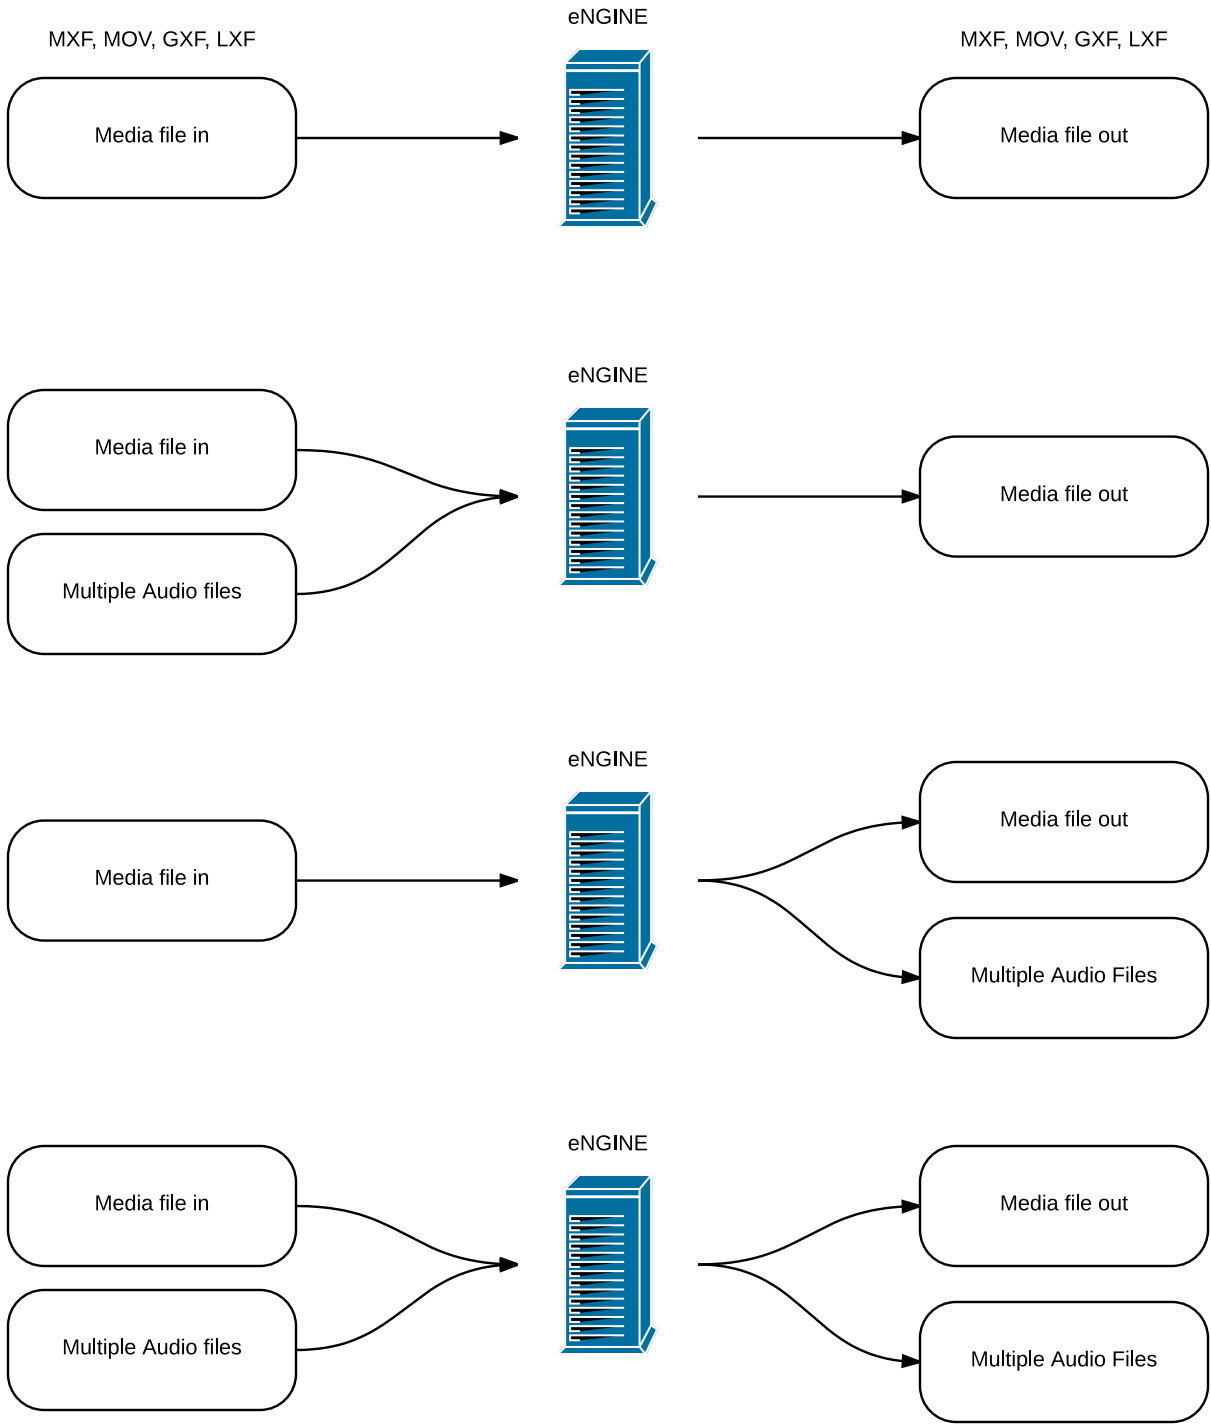 eNGINE
MXF, MOV, GXF, LXF
MXF, MOV, GXF, LXF
Media file in
Media file out
eNGINE
Media file in
Media file out
Multiple Audio files
eNGINE
Media file out
Media file in
Multiple Audio Files
eNGINE
Media file in
Media file out
Multiple Audio files
Multiple Audio Files